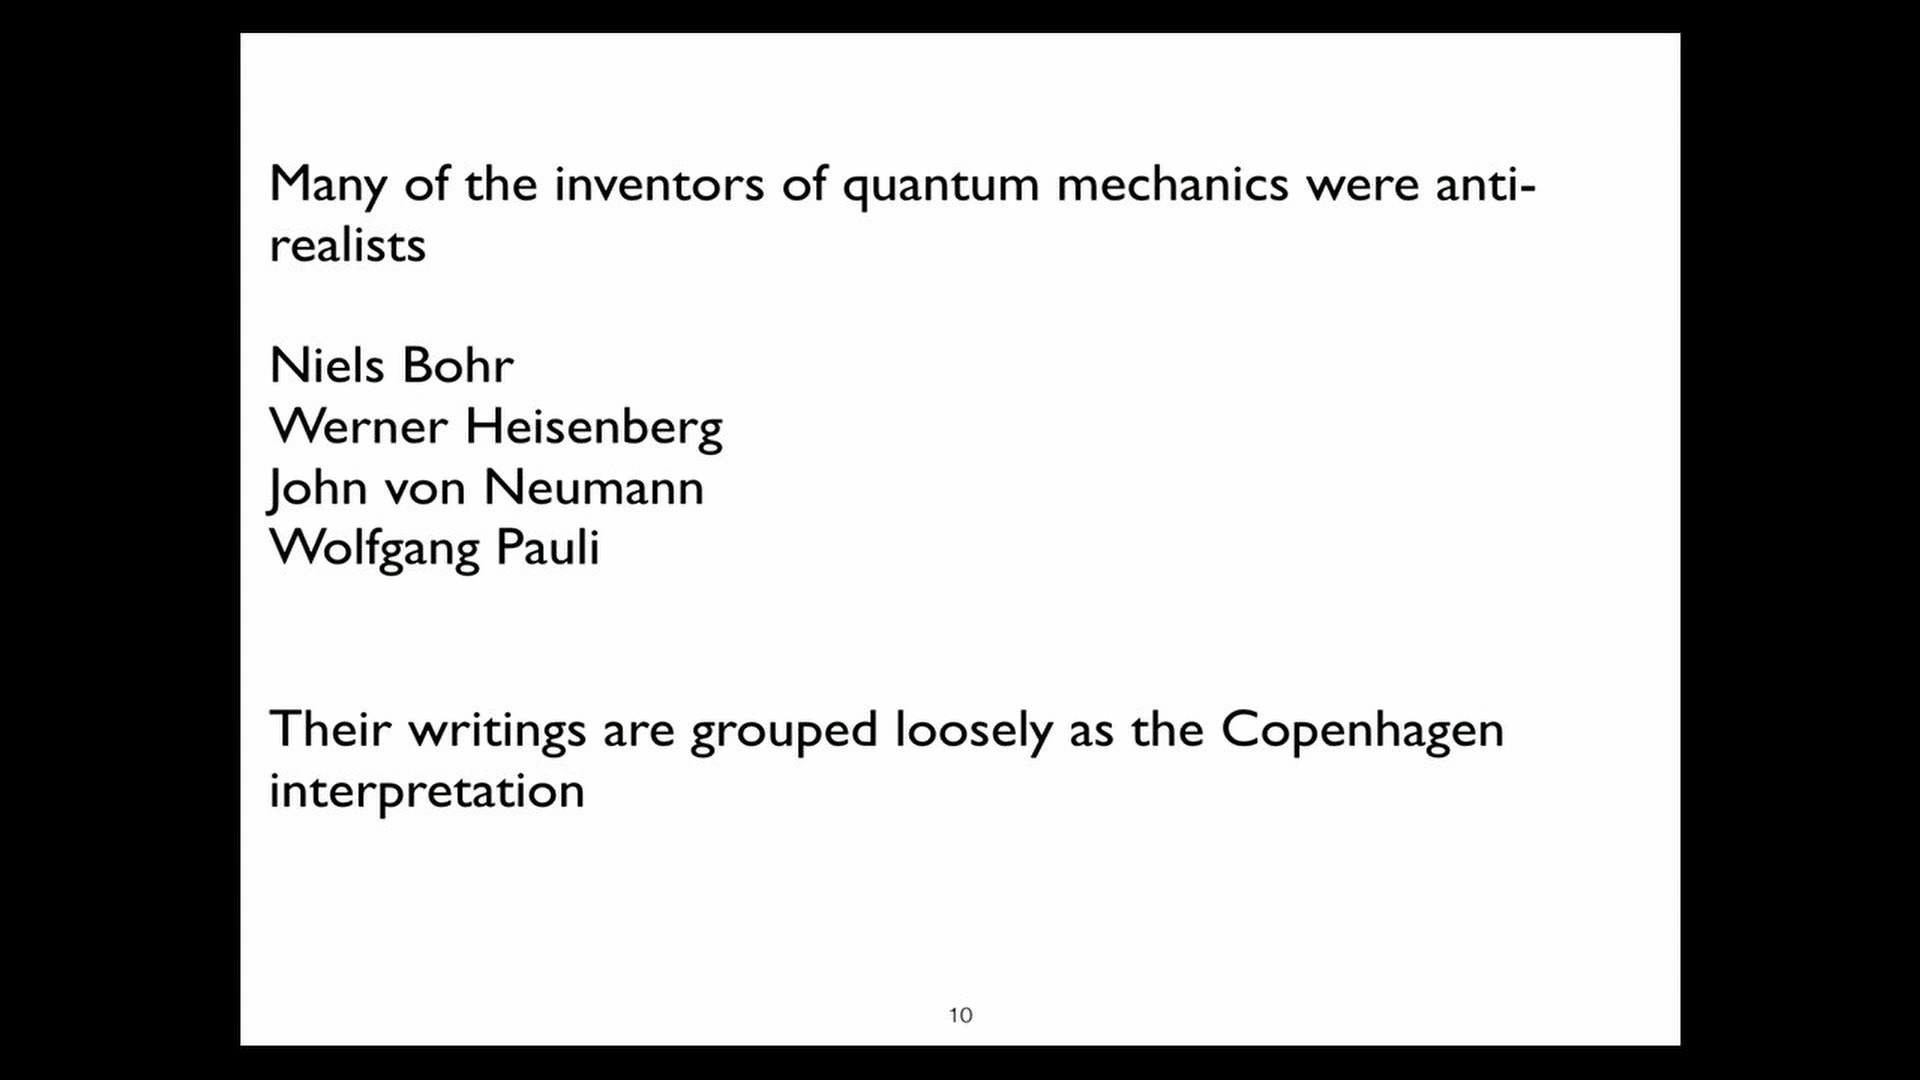 Many of the inventors of quantum mechanics were anti-
realists
Niels Bohr
Werner Heisenberg
John von Neumann
Wolfgang Pauli
Their writings are grouped loosely as the Copenhagen
interpretation
10